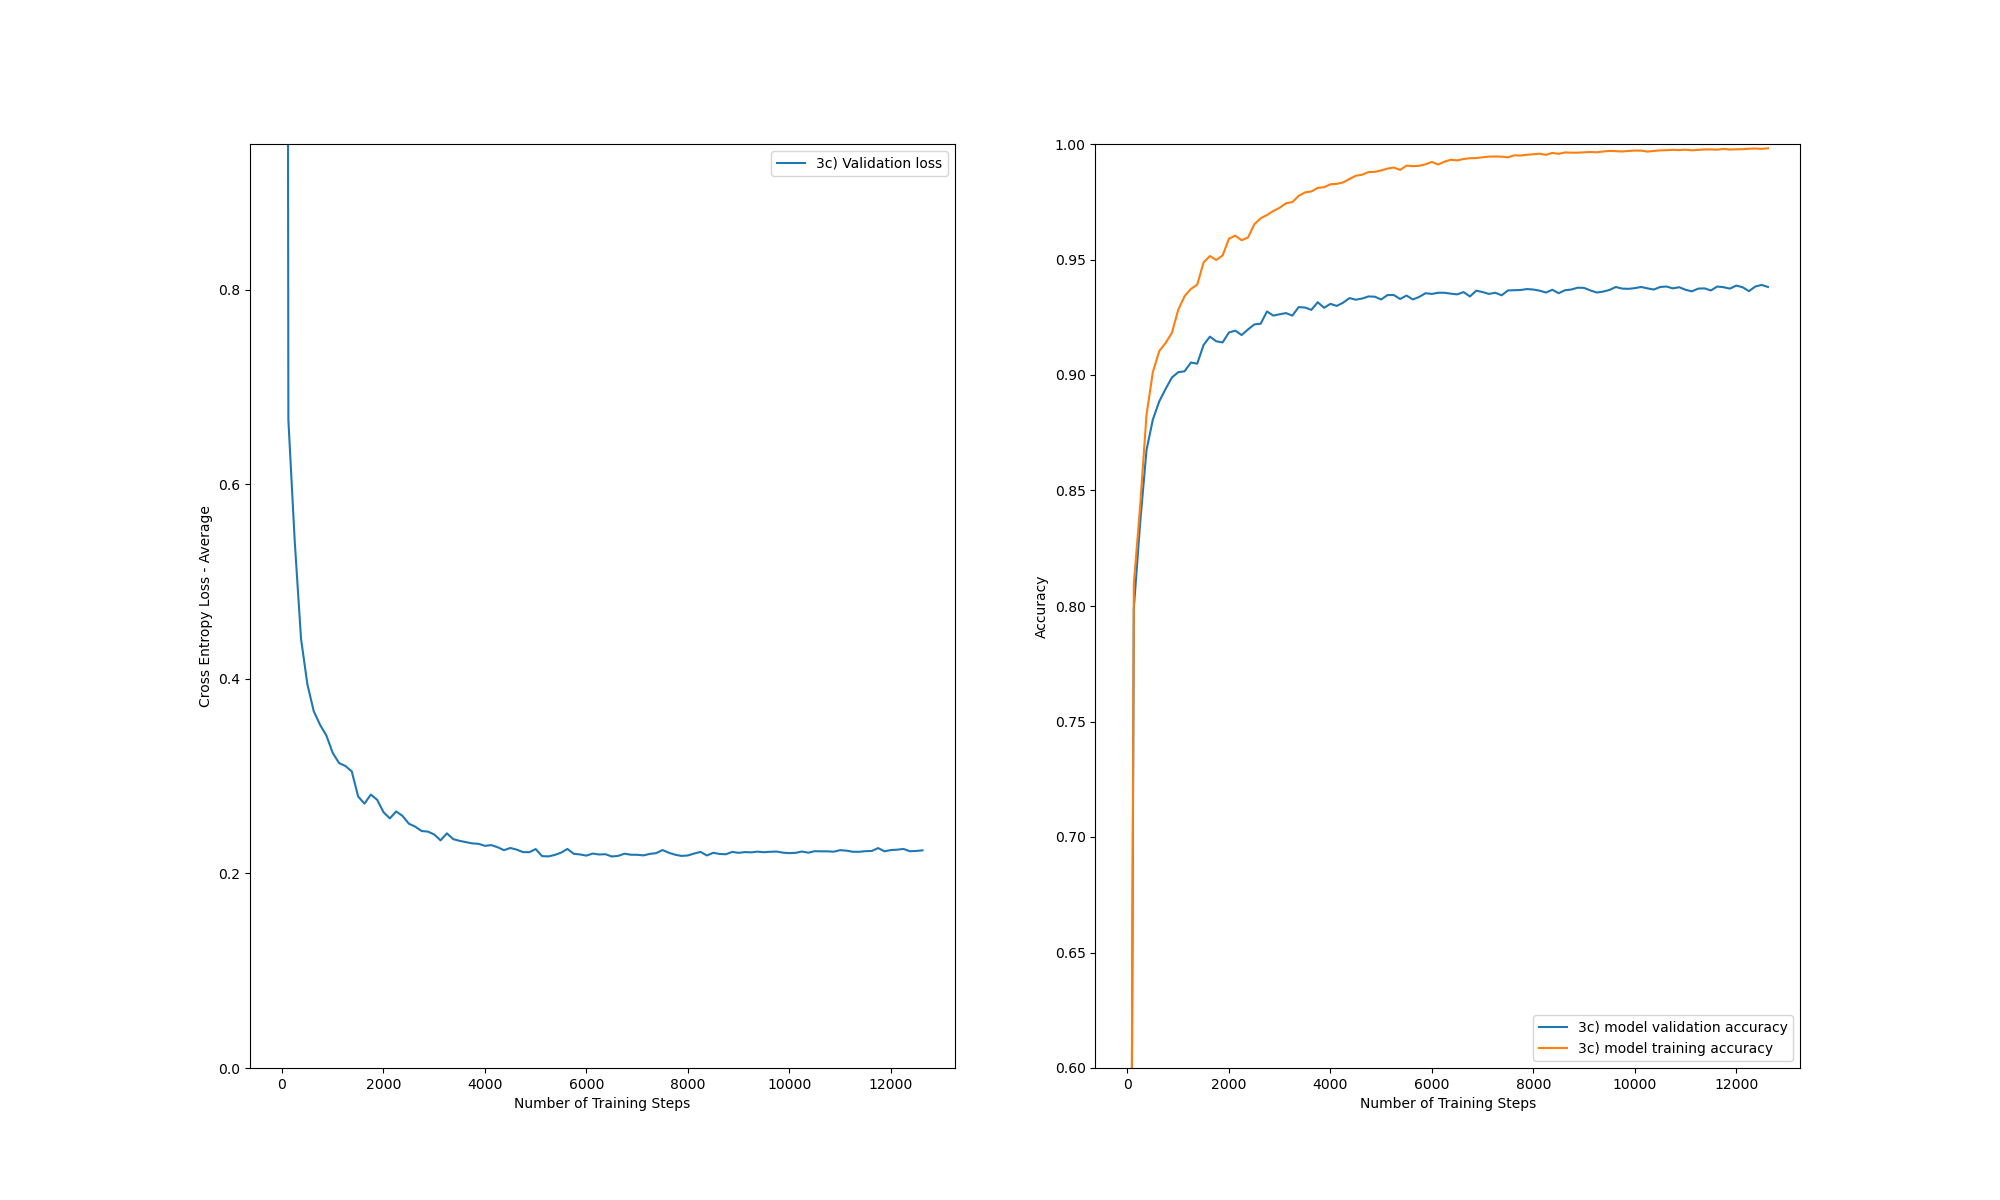 3c) Validation loss
0.8
0.6
0.4
0.2
0.0
Cross Entropy Loss - Average
0 2000 4000 6000 8000 10000 12000
Number of Training Steps
1.00
0.95
0.90
0.85
0.80
0.75
0.70
0.65
0.60
Accuracy
3c) model validation accuracy
3c) model training accuracy
0 2000 4000 6000 8000 10000 12000
Number of Training Steps